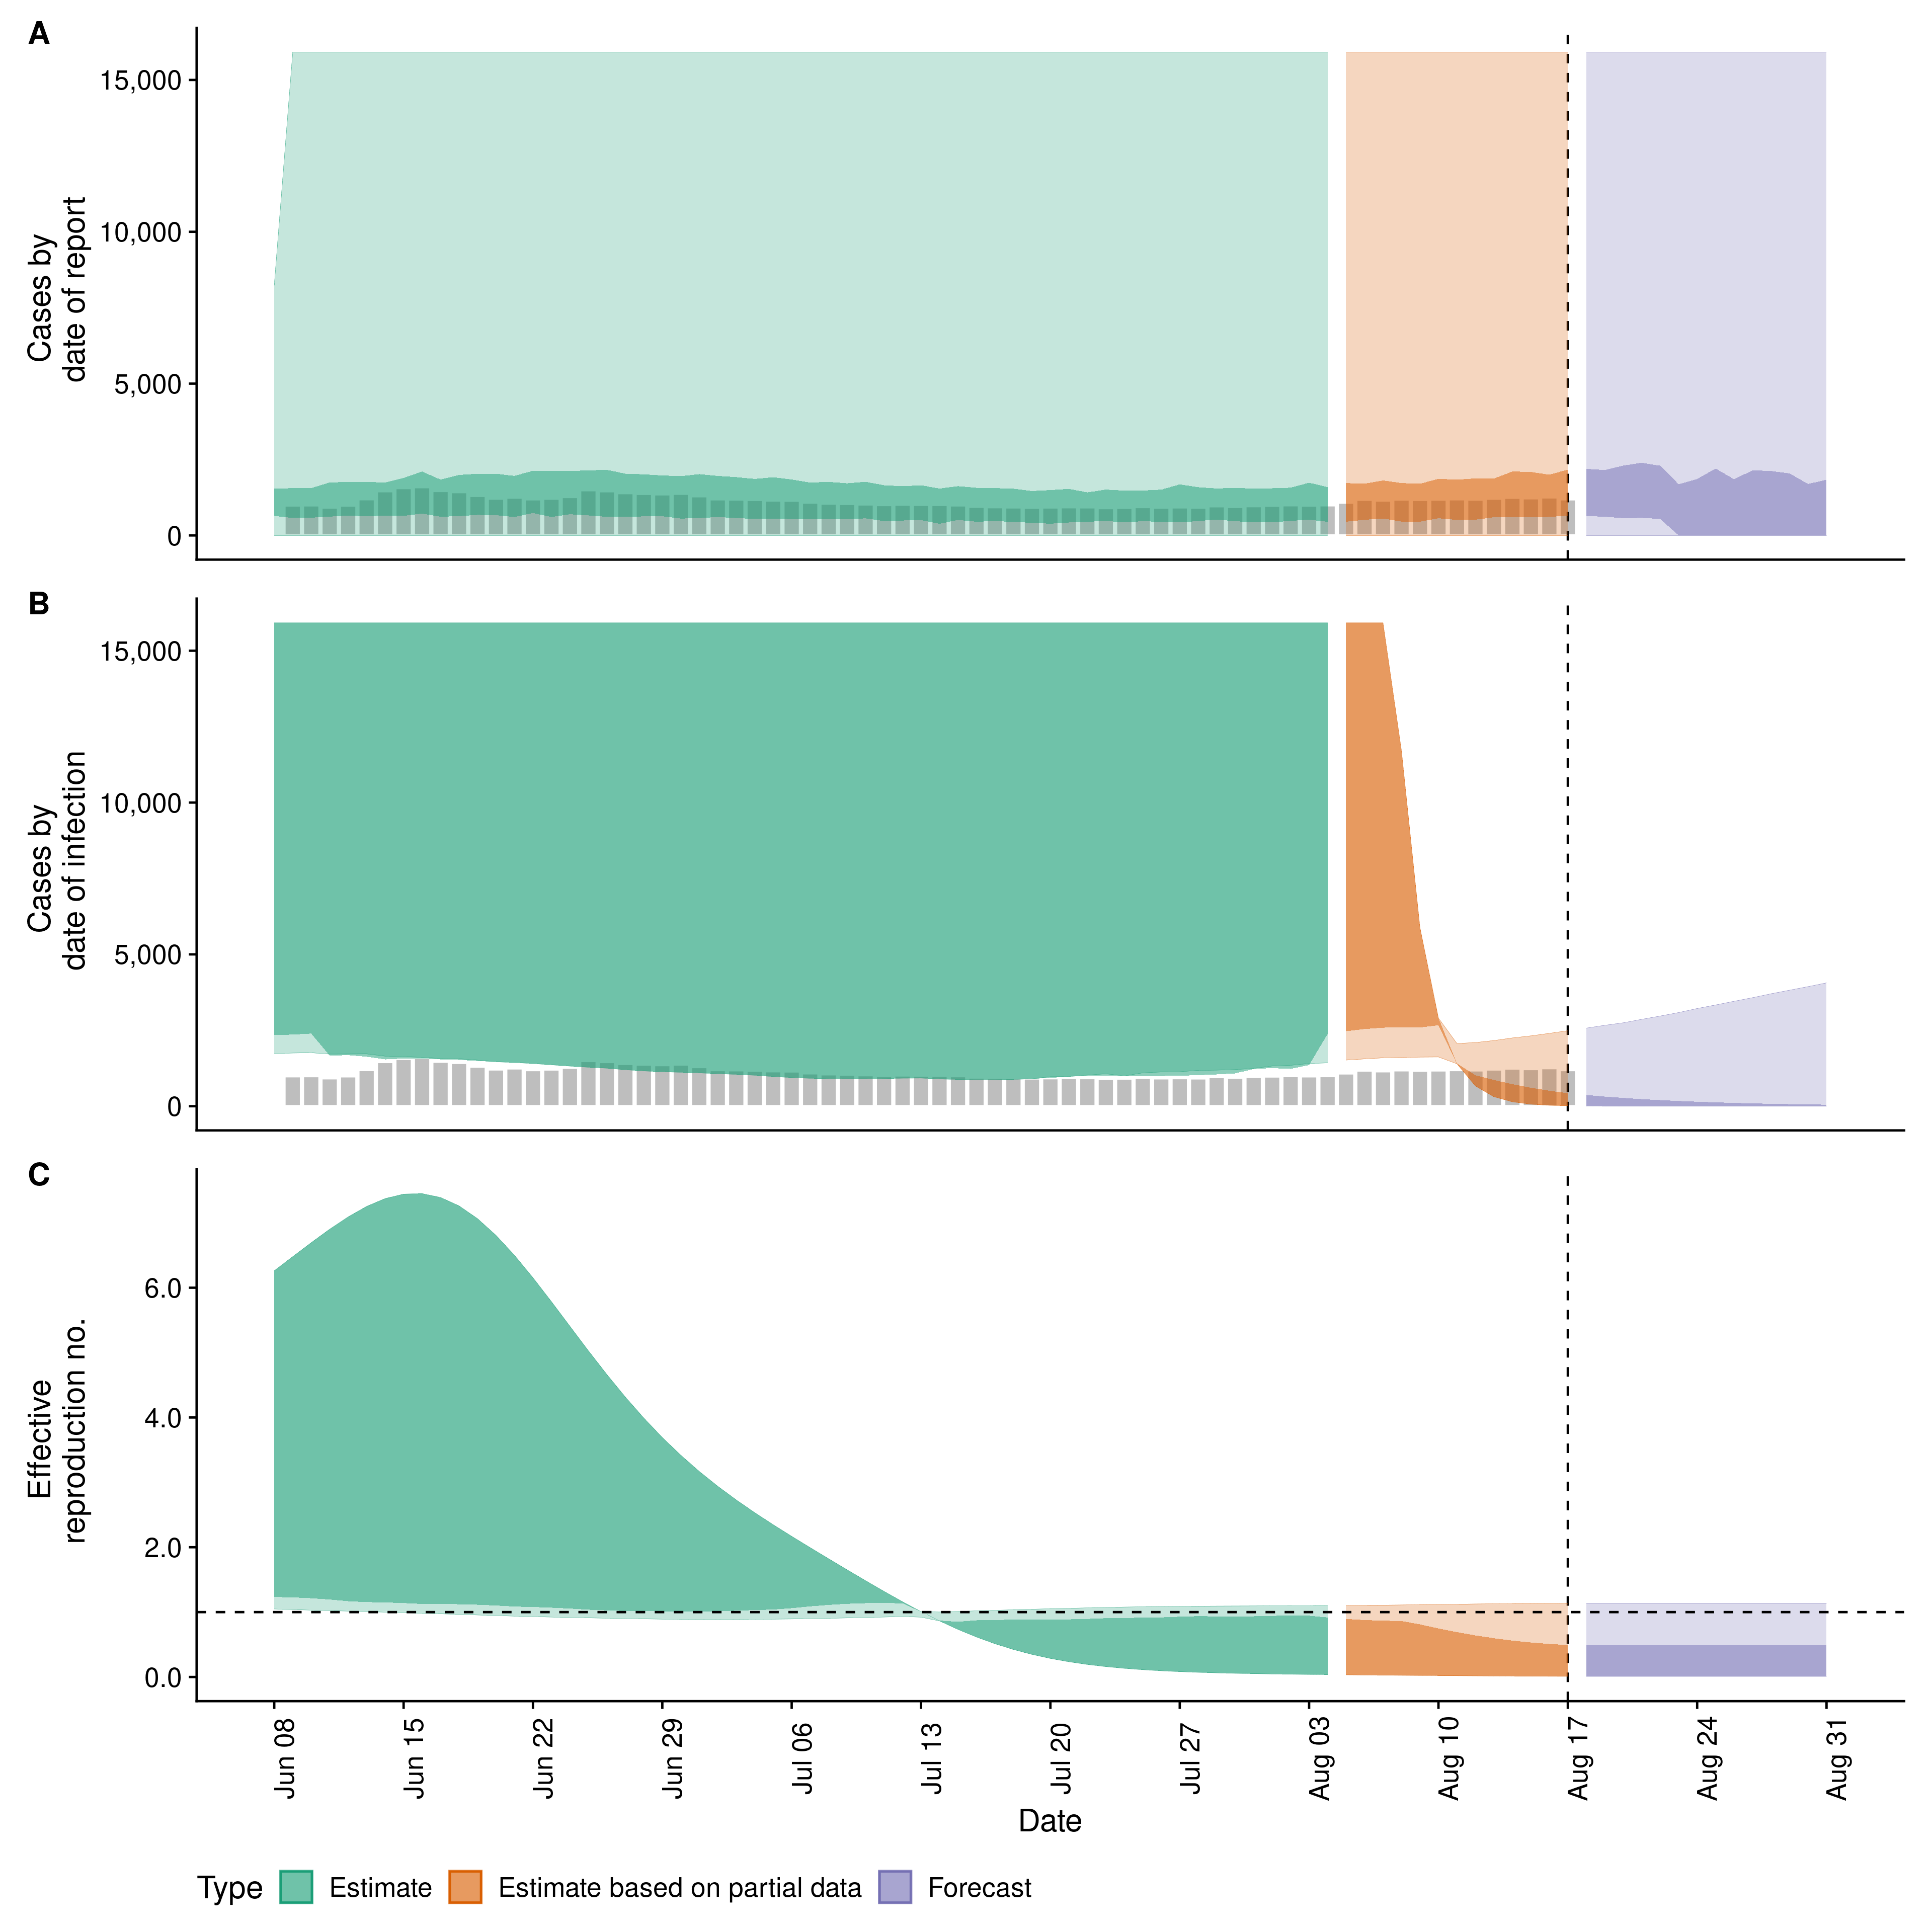 A
Cases by
date of report
15,000
10,000
5,000
0
B
Cases by
date of infection
15,000
10,000
5,000
0
C
Effective
reproduction no.
6.0
4.0
2.0
0.0
Jun 08
Jun 15
Jun 22
Jun 29
Jul 06
Jul 13
Jul 20
Jul 27
Aug 03
Aug 10
Aug 17
Aug 24
Aug 31
Date
Type Estimate Estimate based on partial data Forecast